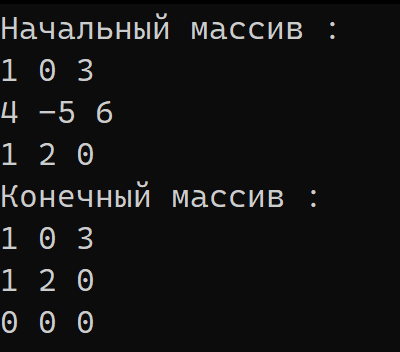 Начальный массив :
1 0 3
4 -5 6
1 2 0
Конечный массив :
1 0 3
1 2 0
0 0 0